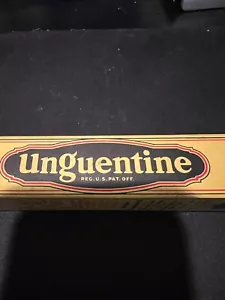 Unguentine
REG. U.S. PAT. OFF.